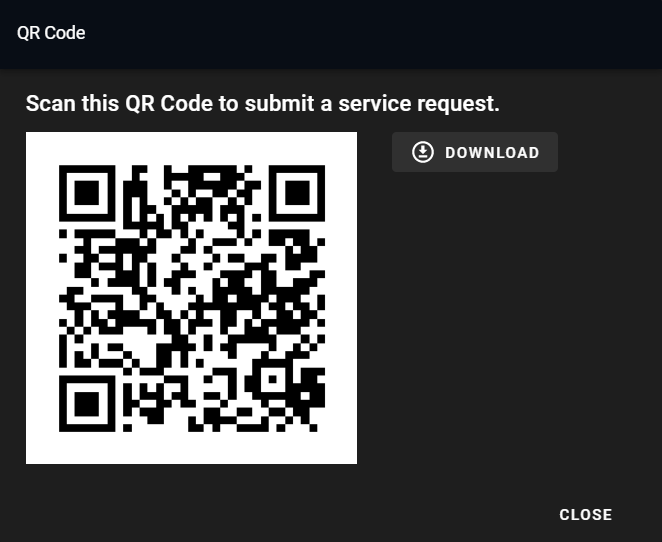 QR Code
Scan this QR Code to submit a service request.
DOWNLOAD
CLOSE